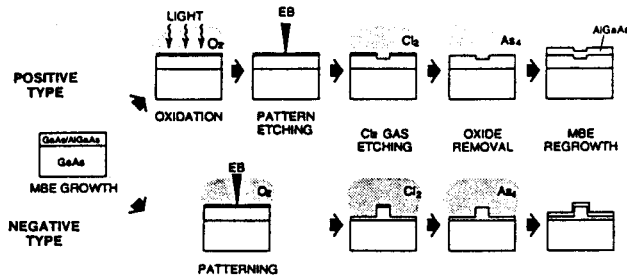 LIGHT
O₂
EB
Cl₂
As₄
AlGaAs
POSITIVE
TYPE
OXIDATION
PATTERN
ETCHING
Cl₂ GAS
ETCHING
OXIDE
REMOVAL
MBE
REGROWTH
GaAs/AlGaAs
GaAs
MBE GROWTH
EB
O₂
Cl₂
As₄
NEGATIVE
TYPE
PATTERNING